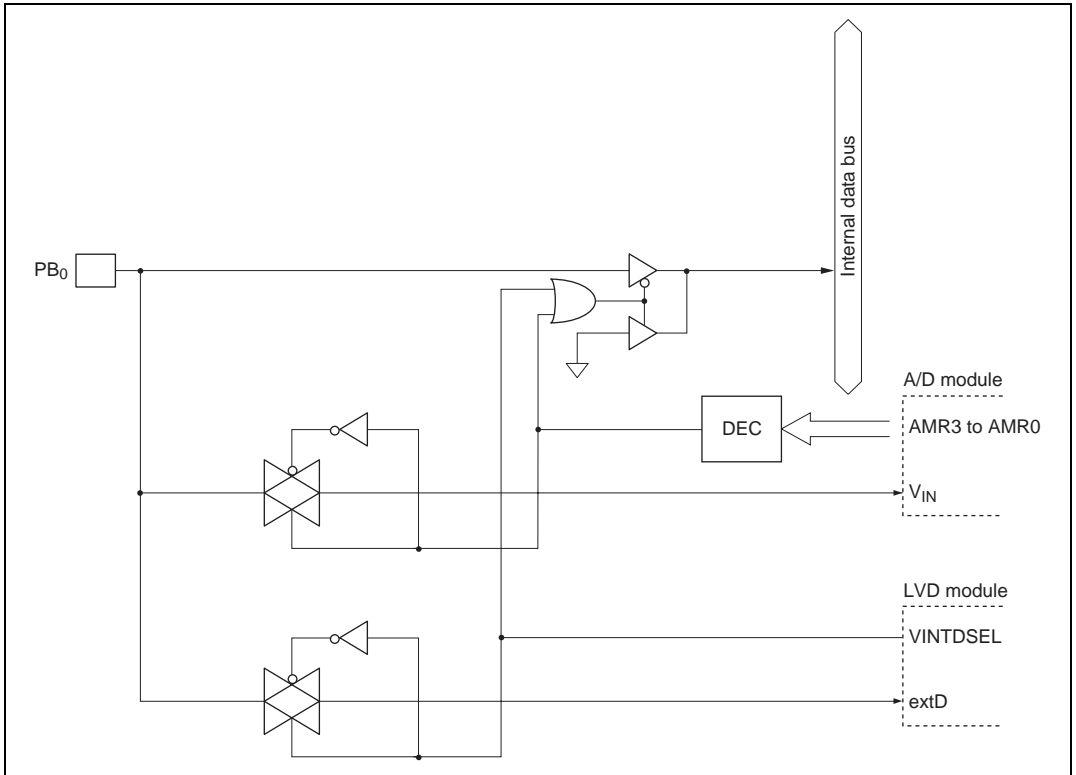 Internal data bus
PB0
A/D module
DEC
AMR3 to AMR0
VIN
LVD module
VINTDSEL
extD